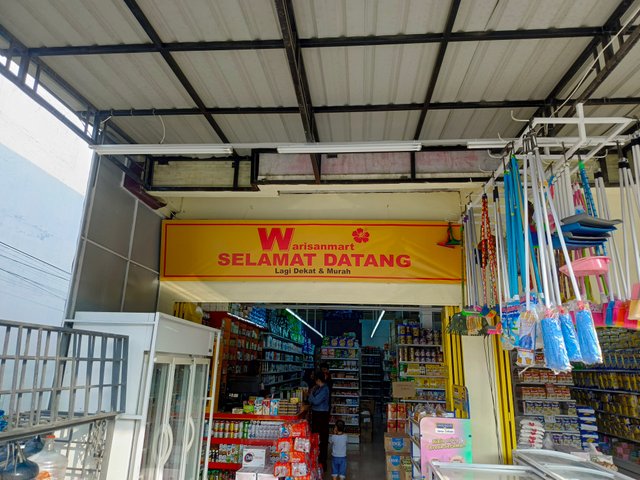 Warisanmart
SELAMAT DATANG
Lagi Dekat & Murah